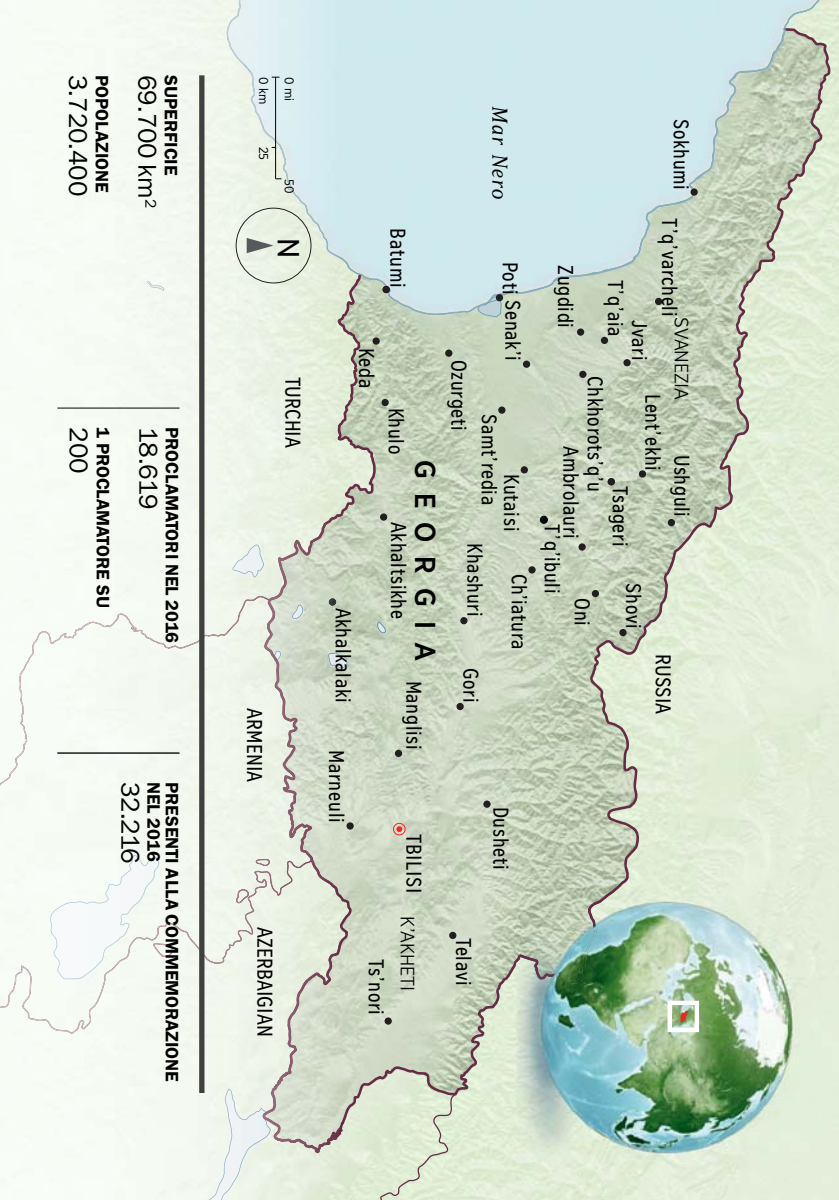 Sokhumi
T'q'varcheli
SVANEZIA
Jvari
T'q'aia
Zugdidi
Lent'ekhi
Ushguli
Chkhorots'q'u
Tsageri
Ambrolauri
Shovi
Oni
RUSSIA
Mar Nero
Poti
Senak'i
Samt'redia
Kutaisi
T'q'ibuli
Ch'iatura
Ozurgeti
Khashuri
Gori
Dusheti
GEORGIA
Batumi
Keda
Khulo
Akhaltsikhe
Manglisi
TBILISI
Telavi
K'AKHETI
Ts'nori
Akhalkalaki
Marneuli
TURCHIA
ARMENIA
AZERBAIGIAN
0 mi
0 km
25
50
N
SUPERFICIE
69.700 km²
POPOLAZIONE
3.720.400
PROCLAMATORI NEL 2016
18.619
1 PROCLAMATORE SU
200
PRESENTI ALLA COMMEMORAZIONE
NEL 2016
32.216